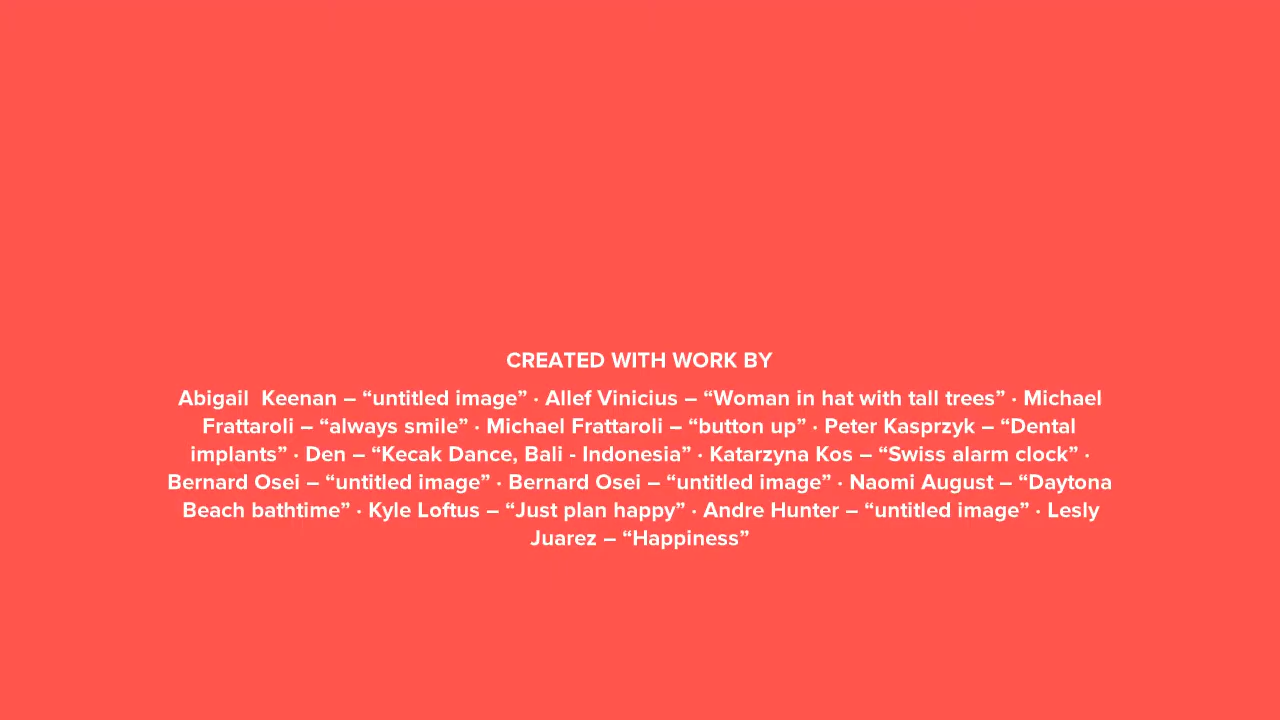 CREATED WITH WORK BY
Abigail  Keenan – “untitled image” · Allef Vinicius – “Woman in hat with tall trees” · Michael
Frattaroli – “always smile” · Michael Frattaroli – “button up” · Peter Kasprzyk – “Dental
implants” · Den – “Kecak Dance, Bali - Indonesia” · Katarzyna Kos – “Swiss alarm clock” ·
Bernard Osei – “untitled image” · Bernard Osei – “untitled image” · Naomi August – “Daytona
Beach bathtime” · Kyle Loftus – “Just plan happy” · Andre Hunter – “untitled image” · Lesly
Juarez – “Happiness”